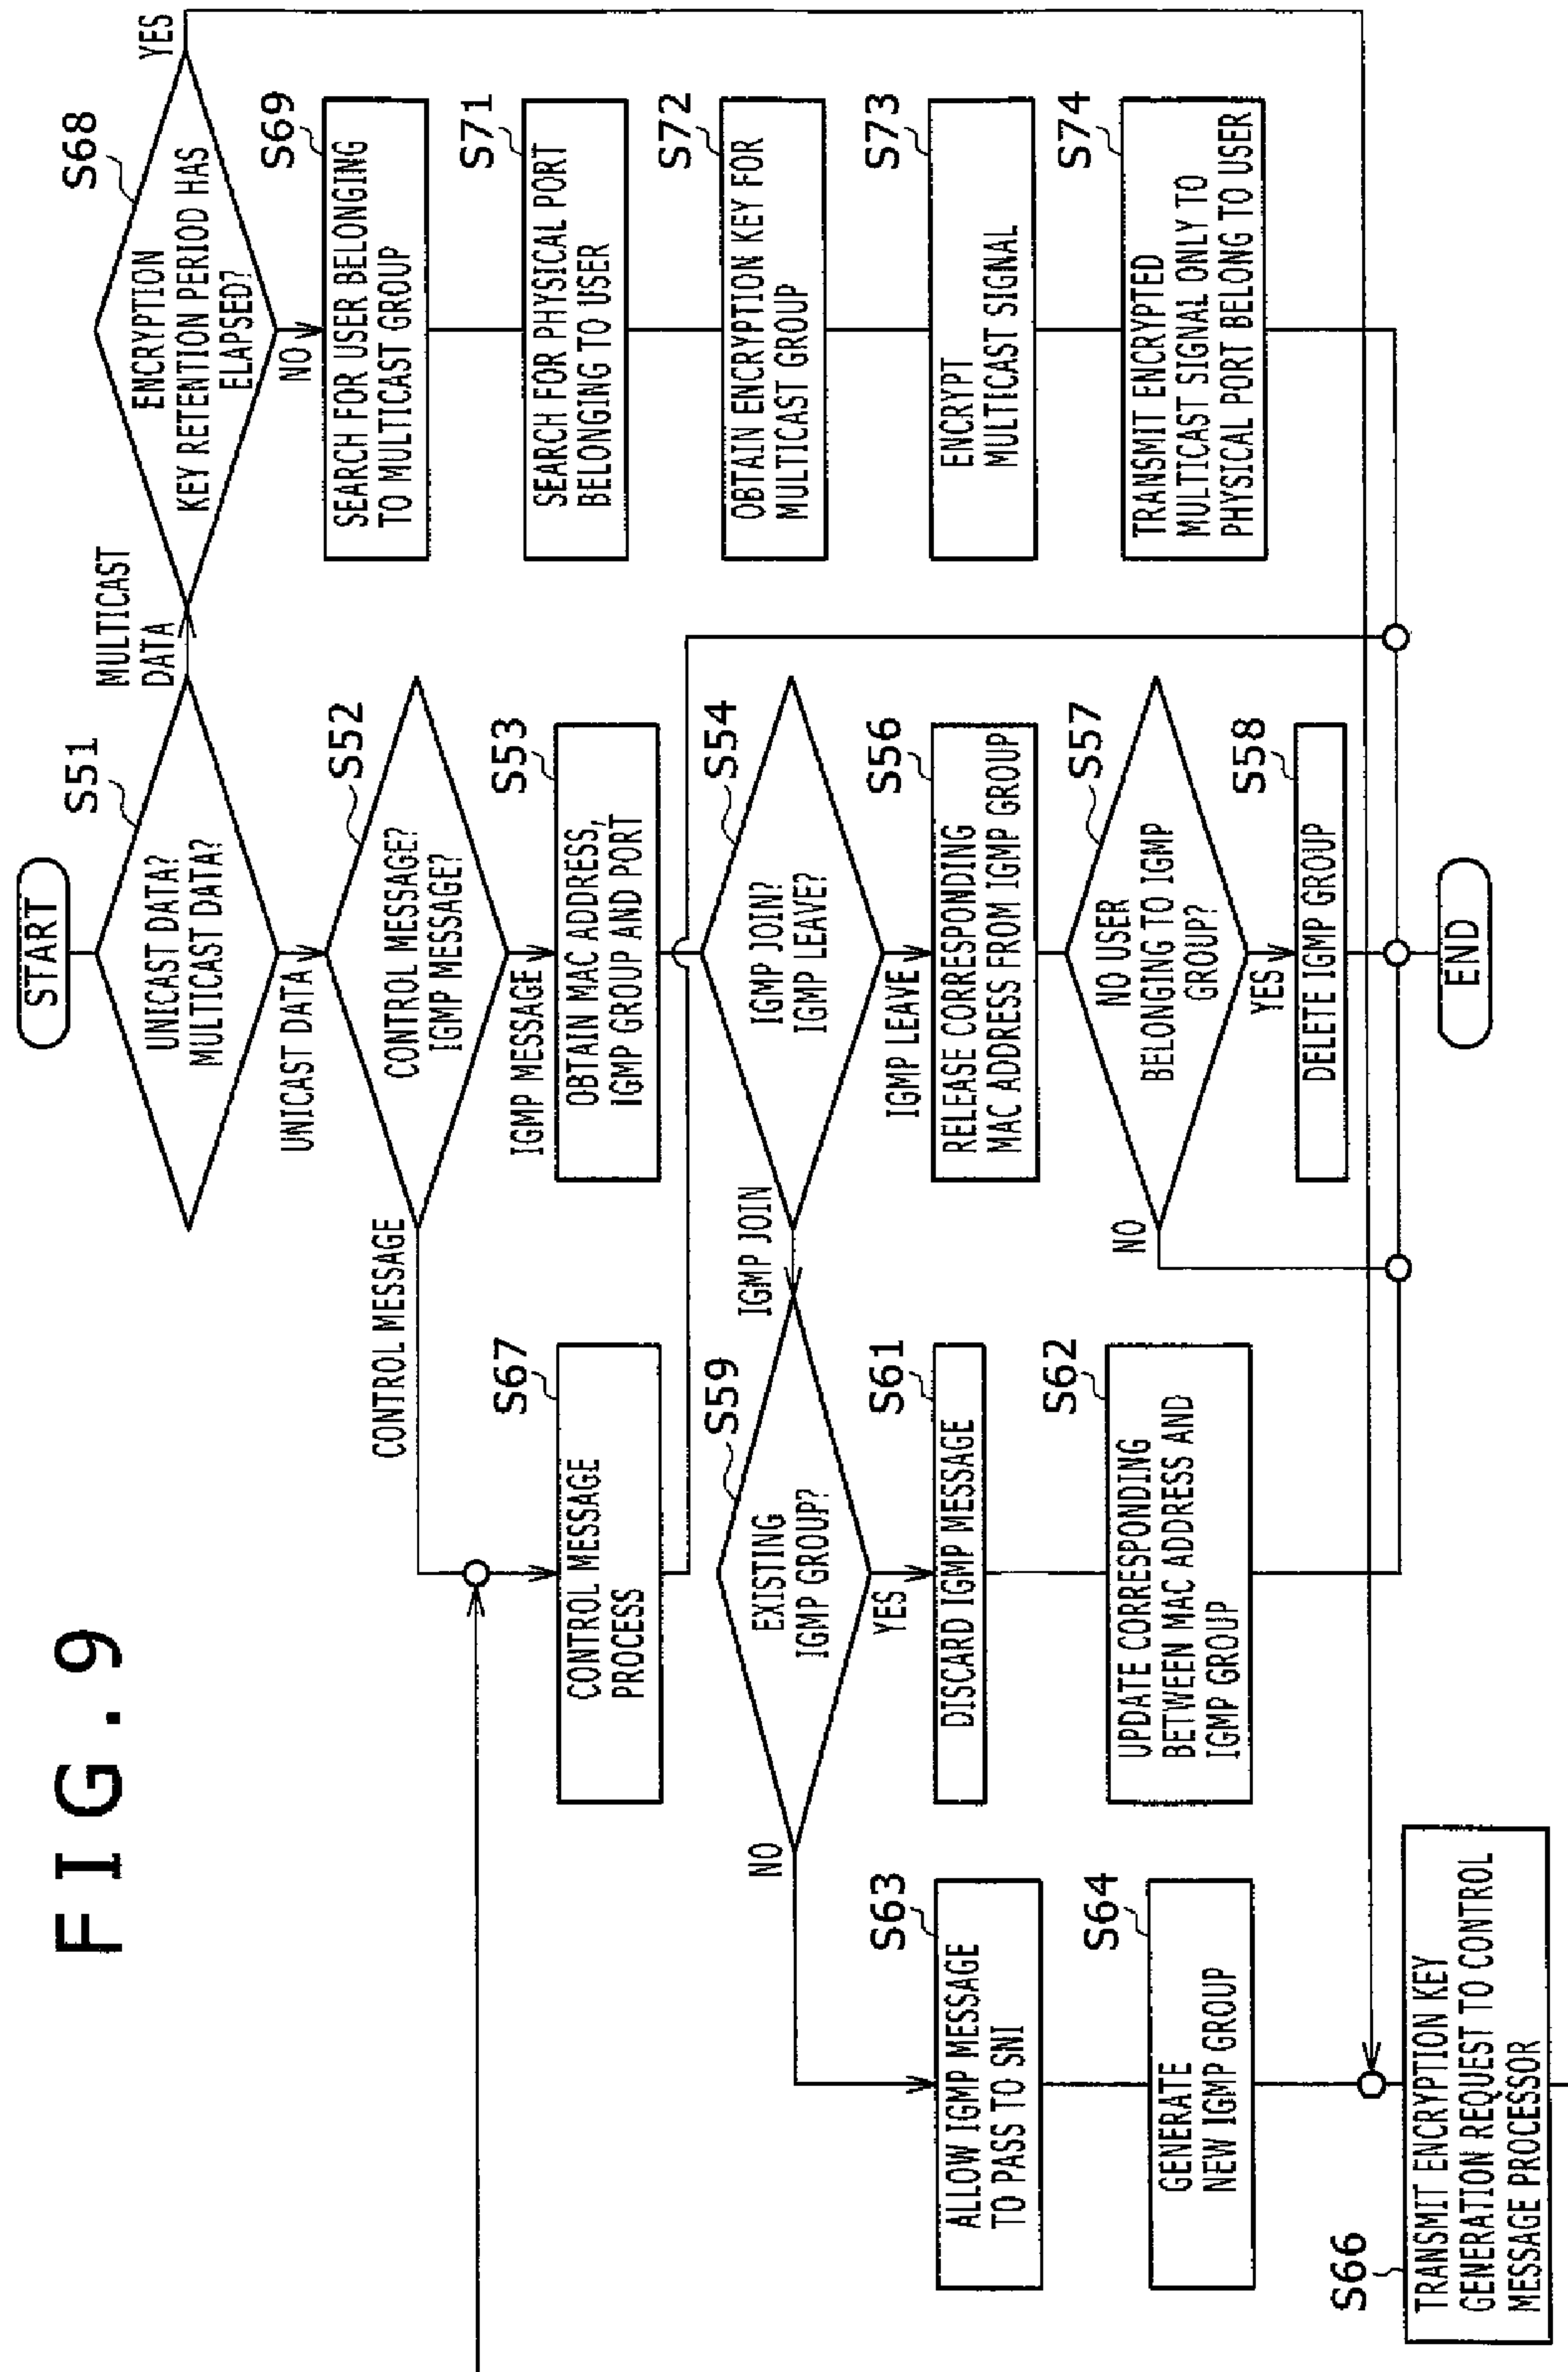 FIG. 9
START
S51
UNICAST DATA?
MULTICAST DATA?
MULTICAST
DATA
UNICAST DATA
S68
ENCRYPTION
KEY RETENTION PERIOD HAS
ELAPSED?
YES
NO
S69
SEARCH FOR USER BELONGING
TO MULTICAST GROUP
S71
SEARCH FOR PHYSICAL PORT
BELONGING TO USER
S72
OBTAIN ENCRYPTION KEY FOR
MULTICAST GROUP
S73
ENCRYPT
MULTICAST SIGNAL
S74
TRANSMIT ENCRYPTED
MULTICAST SIGNAL ONLY TO
PHYSICAL PORT BELONG TO USER
S52
CONTROL MESSAGE?
IGMP MESSAGE?
CONTROL MESSAGE
IGMP MESSAGE
S53
OBTAIN MAC ADDRESS,
IGMP GROUP AND PORT
S67
CONTROL MESSAGE
PROCESS
S54
IGMP JOIN?
IGMP LEAVE?
IGMP JOIN
IGMP LEAVE
S56
RELEASE CORRESPONDING
MAC ADDRESS FROM IGMP GROUP
S57
NO USER
BELONGING TO IGMP
GROUP?
NO
YES
S58
DELETE IGMP GROUP
S59
EXISTING
IGMP GROUP?
NO
YES
S61
DISCARD IGMP MESSAGE
S62
UPDATE CORRESPONDING
BETWEEN MAC ADDRESS AND
IGMP GROUP
S63
ALLOW IGMP MESSAGE
TO PASS TO SNI
S64
GENERATE
NEW IGMP GROUP
S66
TRANSMIT ENCRYPTION KEY
GENERATION REQUEST TO CONTROL
MESSAGE PROCESSOR
END